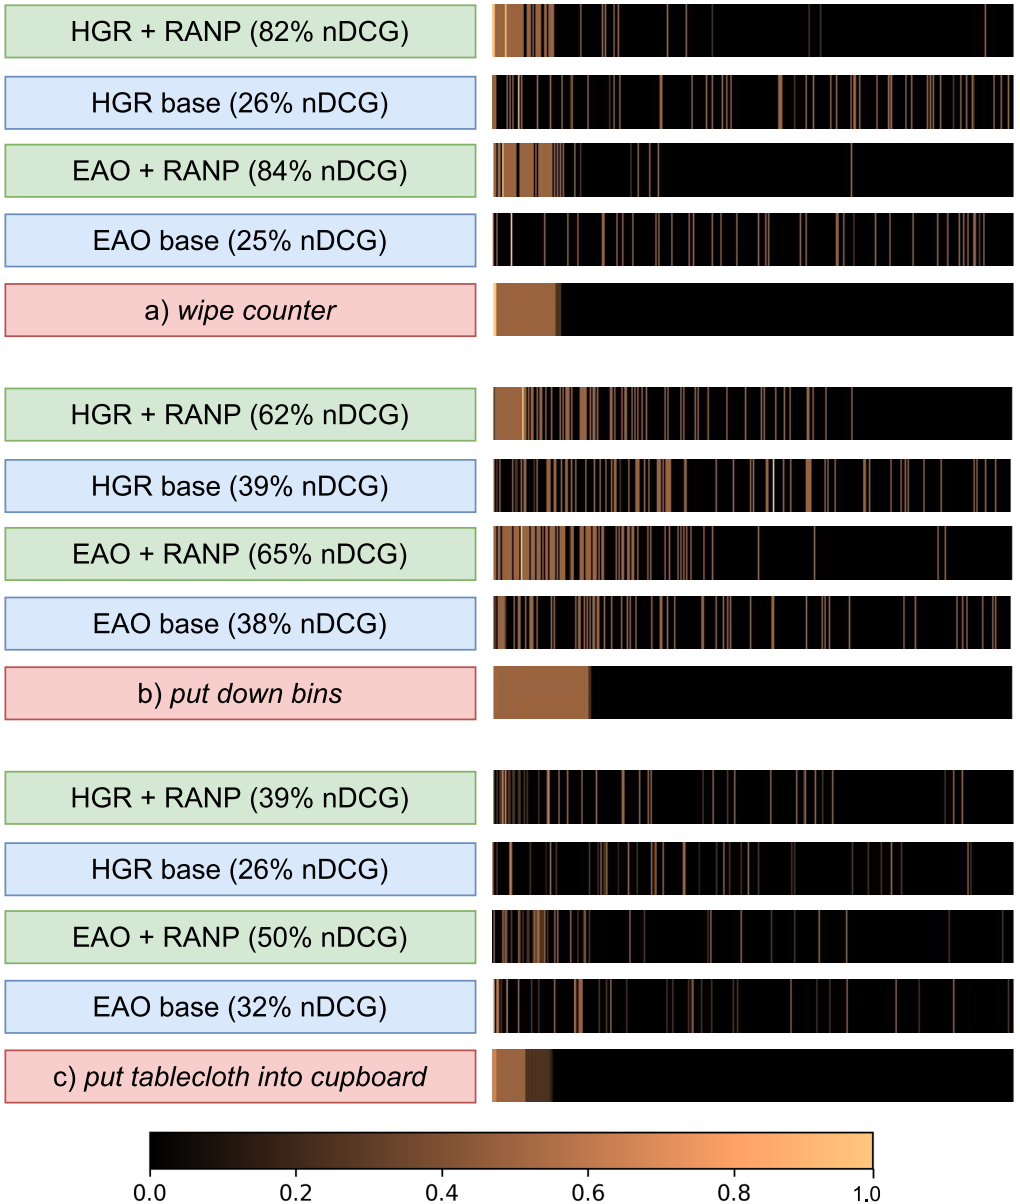 HGR + RANP (82% nDCG)
HGR base (26% nDCG)
EAO + RANP (84% nDCG)
EAO base (25% nDCG)
a) wipe counter
HGR + RANP (62% nDCG)
HGR base (39% nDCG)
EAO + RANP (65% nDCG)
EAO base (38% nDCG)
b) put down bins
HGR + RANP (39% nDCG)
HGR base (26% nDCG)
EAO + RANP (50% nDCG)
EAO base (32% nDCG)
c) put tablecloth into cupboard
0.0 0.2 0.4 0.6 0.8 1.0